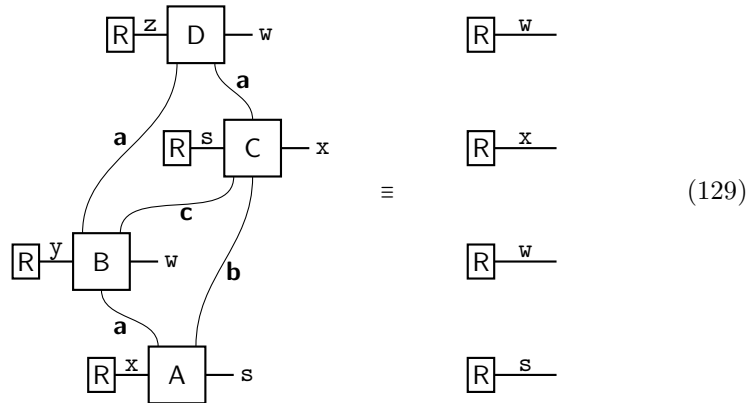 R z D w R w
a
a
R s C x R x
≡ (129)
c
R y B w R w
b
a
R x A s R s